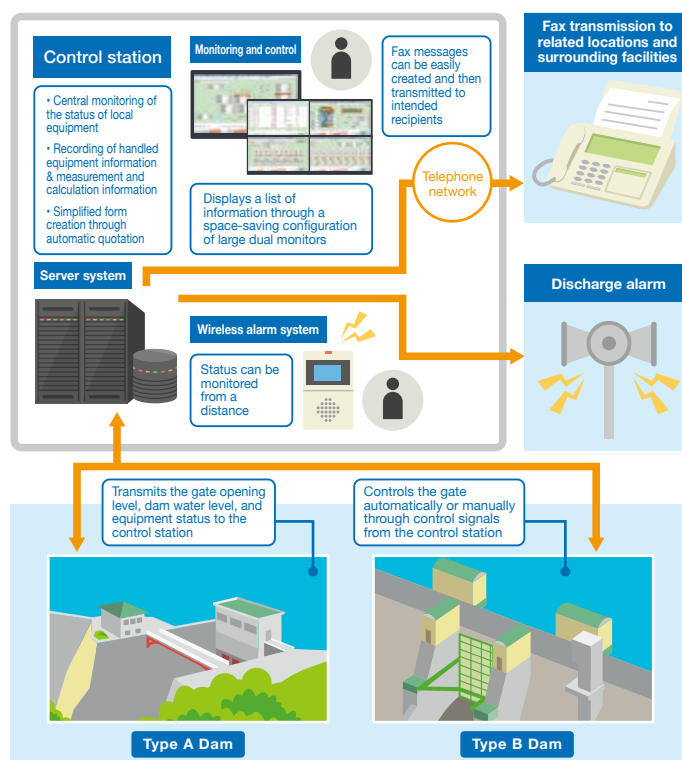 Control station
• Central monitoring of
the status of local
equipment
• Recording of handled
equipment information
& measurement and
calculation information
• Simplified form
creation through
automatic quotation
Monitoring and control
Displays a list of
information through a
space-saving configuration
of large dual monitors
Fax messages
can be easily
created and then
transmitted to
intended
recipients
Telephone
network
Fax transmission to
related locations and
surrounding facilities
Server system
Wireless alarm system
Status can be
monitored
from a
distance
Discharge alarm
Transmits the gate opening
level, dam water level, and
equipment status to the
control station
Controls the gate
automatically or manually
through control signals
from the control station
Type A Dam
Type B Dam